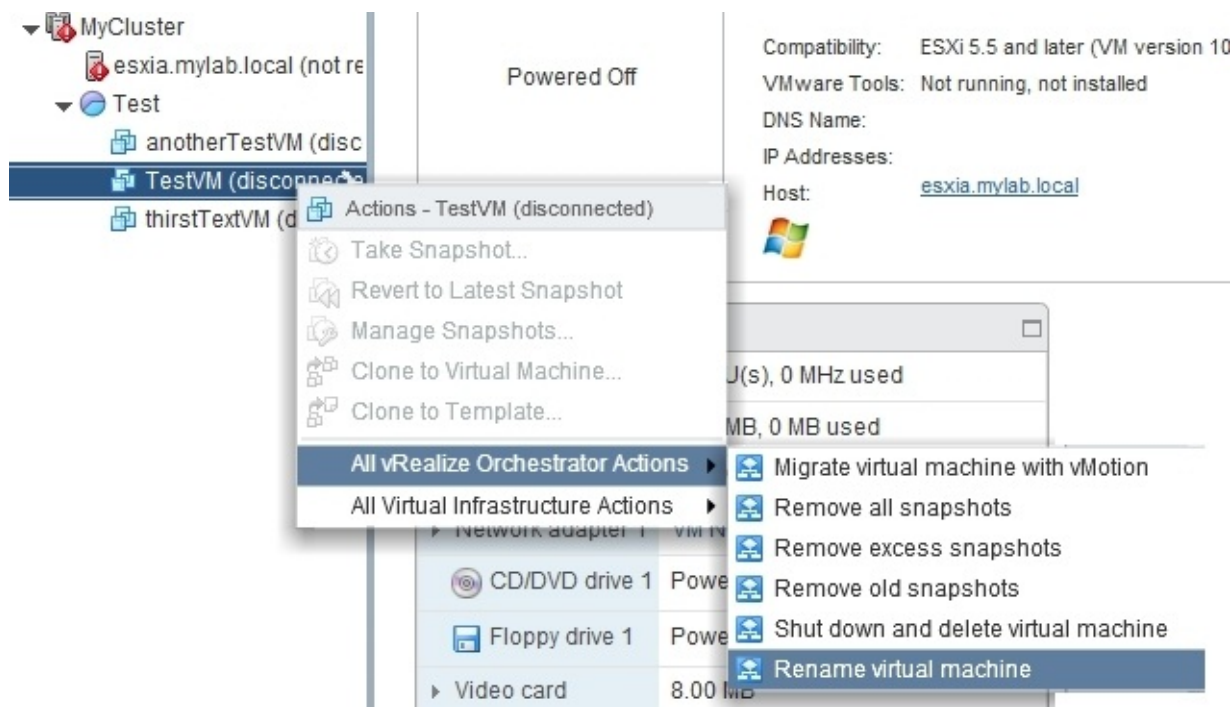 MyCluster
esxia.mylab.local (not re
Test
anotherTestVM (disc
TestVM (disconnecte
thirstTextVM (d
Powered Off
Compatibility: ESXi 5.5 and later (VM version 10
VMware Tools: Not running, not installed
DNS Name:
IP Addresses:
Host: esxia.mylab.local
Actions - TestVM (disconnected)
Take Snapshot...
Revert to Latest Snapshot
Manage Snapshots...
Clone to Virtual Machine...
Clone to Template...
All vRealize Orchestrator Actions
All Virtual Infrastructure Actions
U(s), 0 MHz used
MB, 0 MB used
Migrate virtual machine with vMotion
Remove all snapshots
Remove excess snapshots
Remove old snapshots
Shut down and delete virtual machine
Rename virtual machine
Network adapter 1 VM N
CD/DVD drive 1 Powe
Floppy drive 1 Powe
Video card 8.00 MB